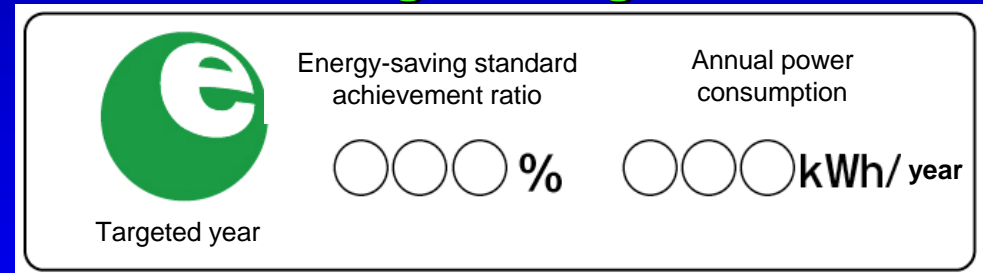 e
Targeted year
Energy-saving standard
achievement ratio
○○○%
Annual power
consumption
○○○kWh/ year